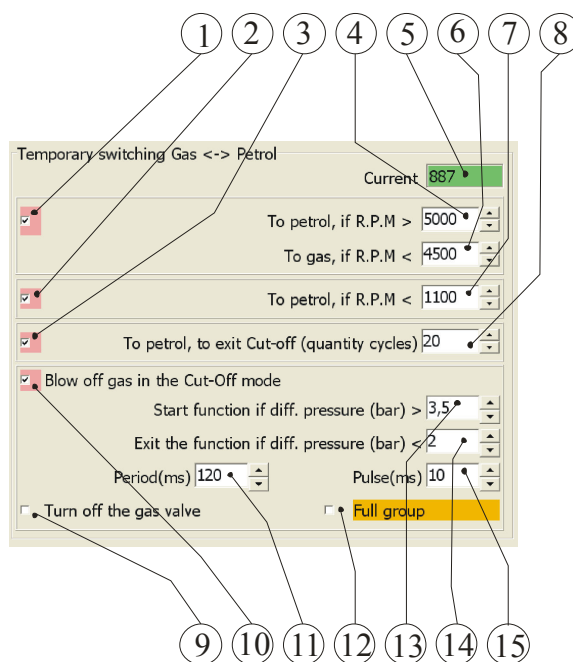 1 2 3 4 5 6 7 8
Temporary switching Gas <-> Petrol
Current 887
To petrol, if R.P.M > 5000
To gas, if R.P.M < 4500
To petrol, if R.P.M < 1100
To petrol, to exit Cut-off (quantity cycles) 20
Blow off gas in the Cut-Off mode
Start function if diff. pressure (bar) > 3,5
Exit the function if diff. pressure (bar) < 2
Period(ms) 120 Pulse(ms) 10
Turn off the gas valve Full group
9 10 11 12 13 14 15